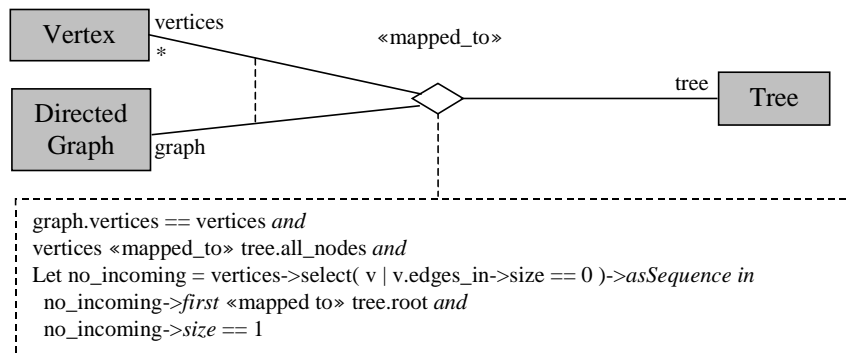 vertices
Vertex
*
«mapped_to»
tree
Tree
Directed
Graph
graph
graph.vertices == vertices and
vertices «mapped_to» tree.all_nodes and
Let no_incoming = vertices->select( v | v.edges_in->size == 0 )->asSequence in
no_incoming->first «mapped to» tree.root and
no_incoming->size == 1